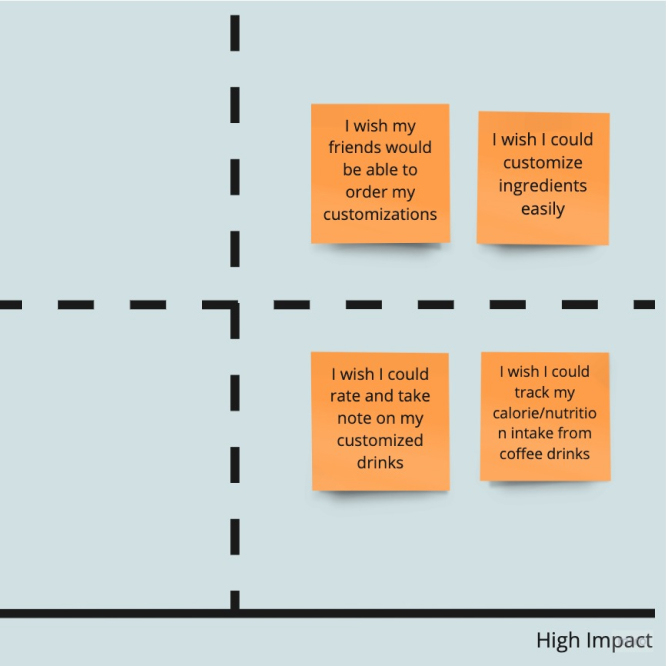 I wish my
friends would
be able to
order my
customizations
I wish I could
customize
ingredients
easily
I wish I could
rate and take
note on my
customized
drinks
I wish I could
track my
calorie/nutritio
n intake from
coffee drinks
High Impact